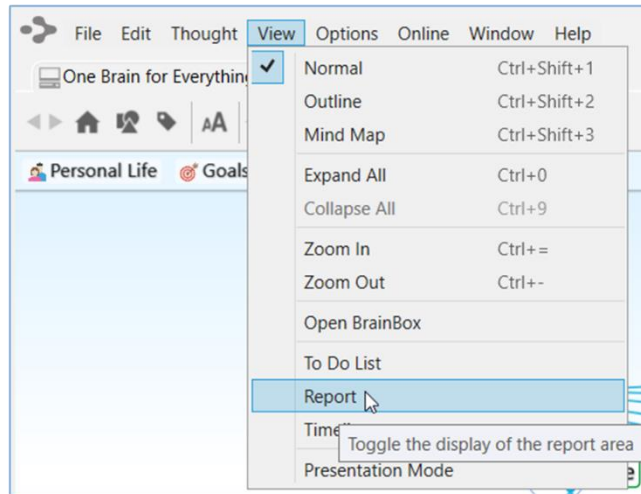 File Edit Thought View Options Online Window Help
One Brain for Everything
Normal Ctrl+Shift+1
Outline Ctrl+Shift+2
AA
Mind Map Ctrl+Shift+3
Personal Life Goals
Expand All Ctrl+0
Collapse All Ctrl+9
Zoom In Ctrl+=
Zoom Out Ctrl+-
Open BrainBox
To Do List
Report
Toggle the display of the report area
Presentation Mode